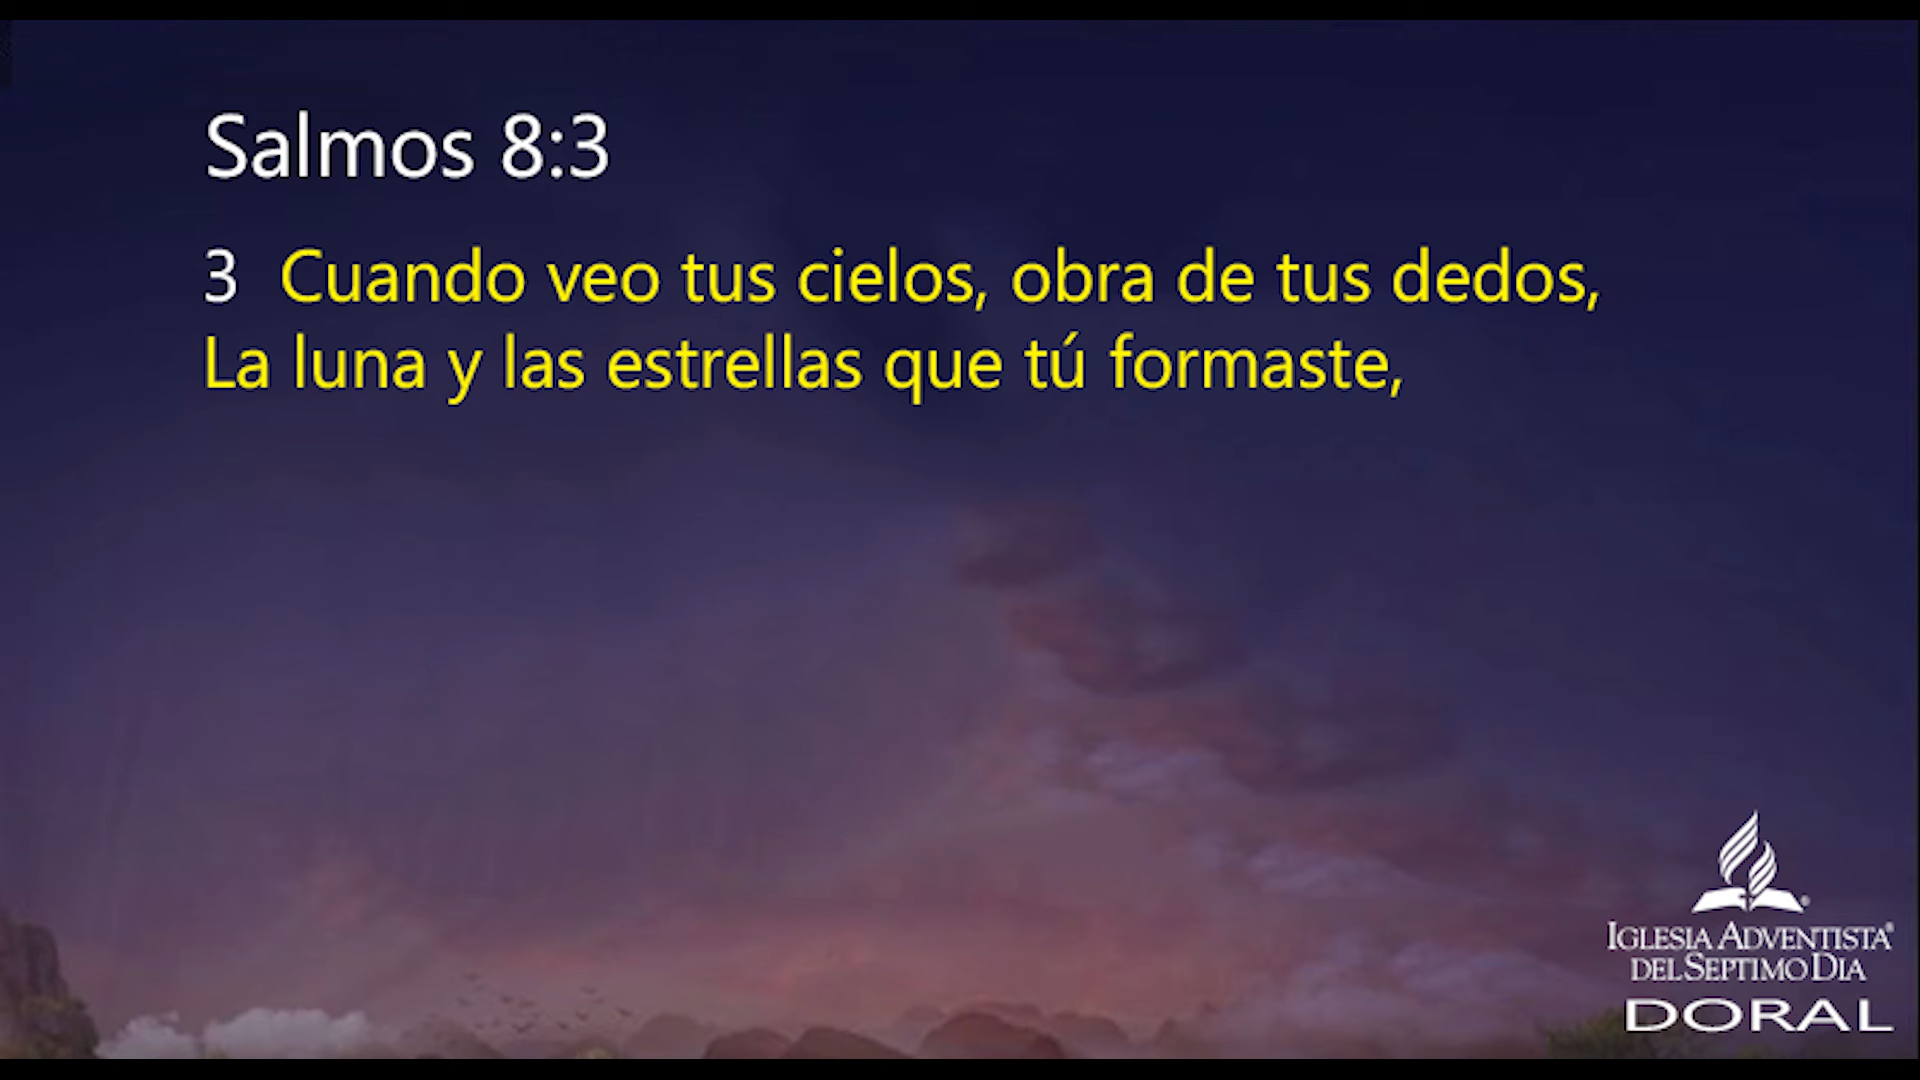 Salmos 8:3
3 Cuando veo tus cielos, obra de tus dedos,
La luna y las estrellas que tú formaste,
IGLESIA ADVENTISTA®
DEL SEPTIMO DIA
DORAL